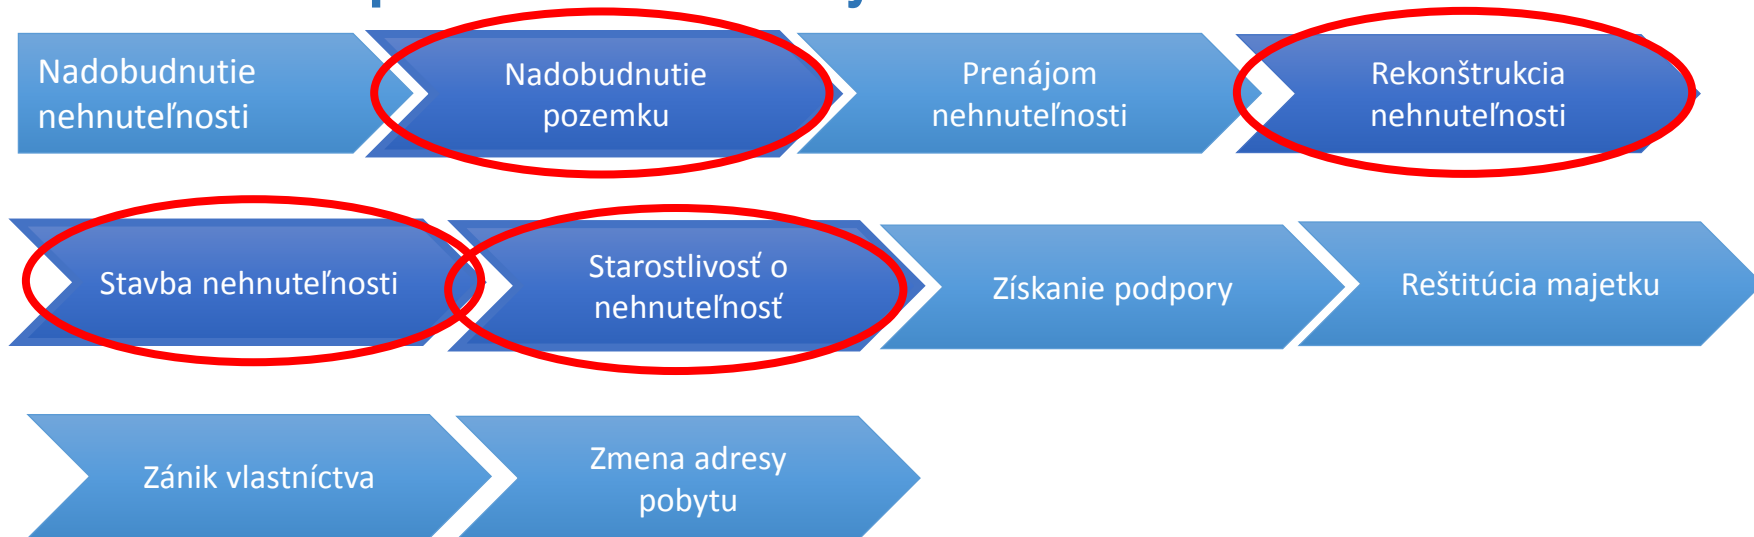 Nadobudnutie
nehnuteľnosti
Nadobudnutie
pozemku
Prenájom
nehnuteľnosti
Rekonštrukcia
nehnuteľnosti
Stavba nehnuteľnosti
Starostlivosť o
nehnuteľnosť
Získanie podpory
Reštitúcia majetku
Zánik vlastníctva
Zmena adresy
pobytu